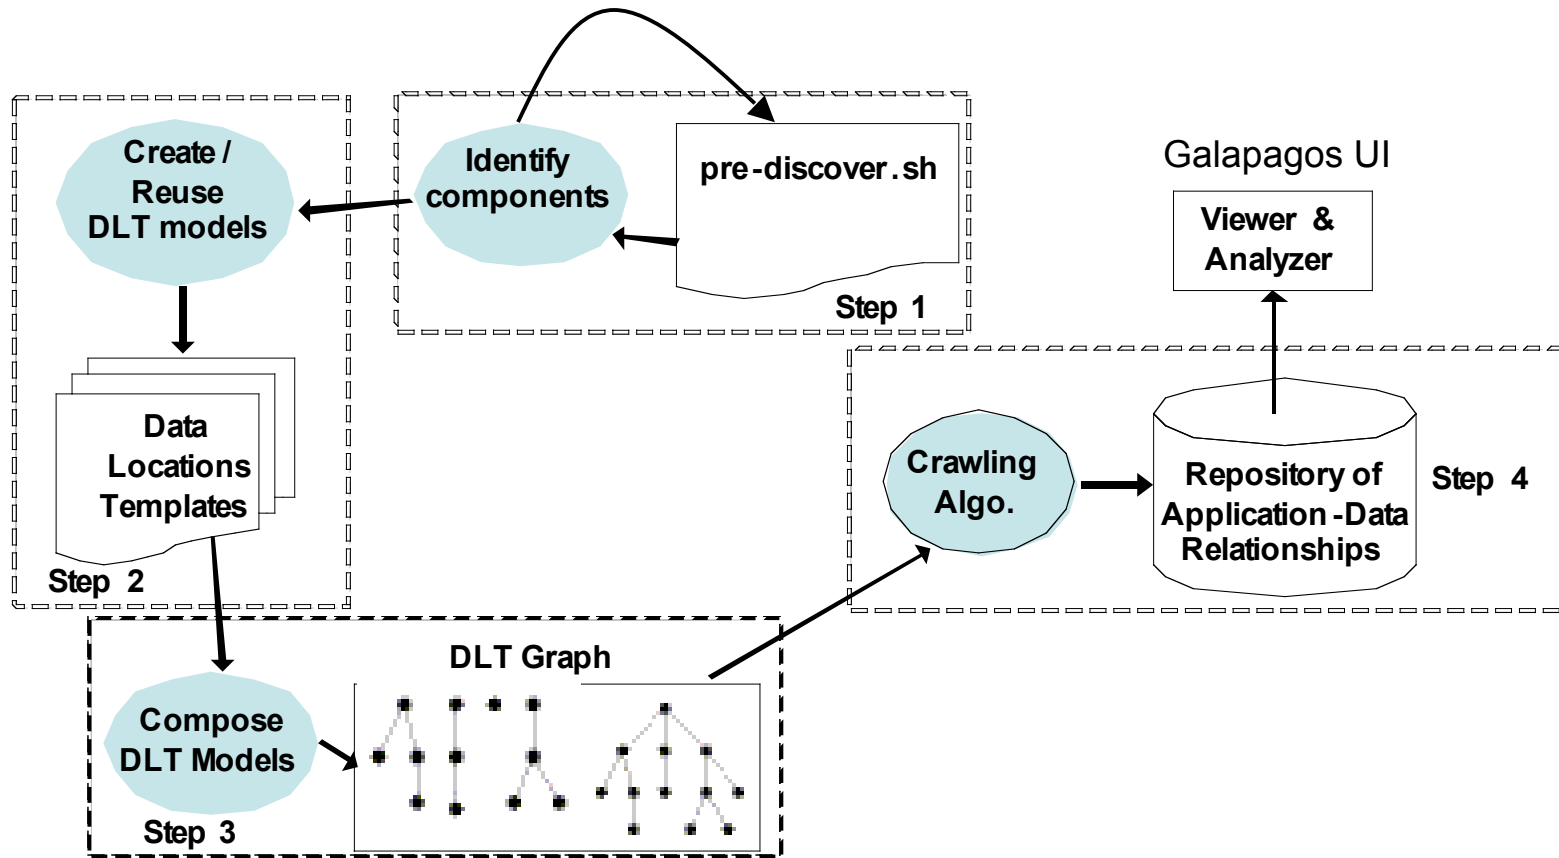 Create /
Reuse
DLT models
Data
Locations
Templates
Step 2
Identify
components
pre-discover.sh
Step 1
Galapagos UI
Viewer &
Analyzer
Crawling
Algo.
Repository of
Application-Data
Relationships
Step 4
DLT Graph
Compose
DLT Models
Step 3